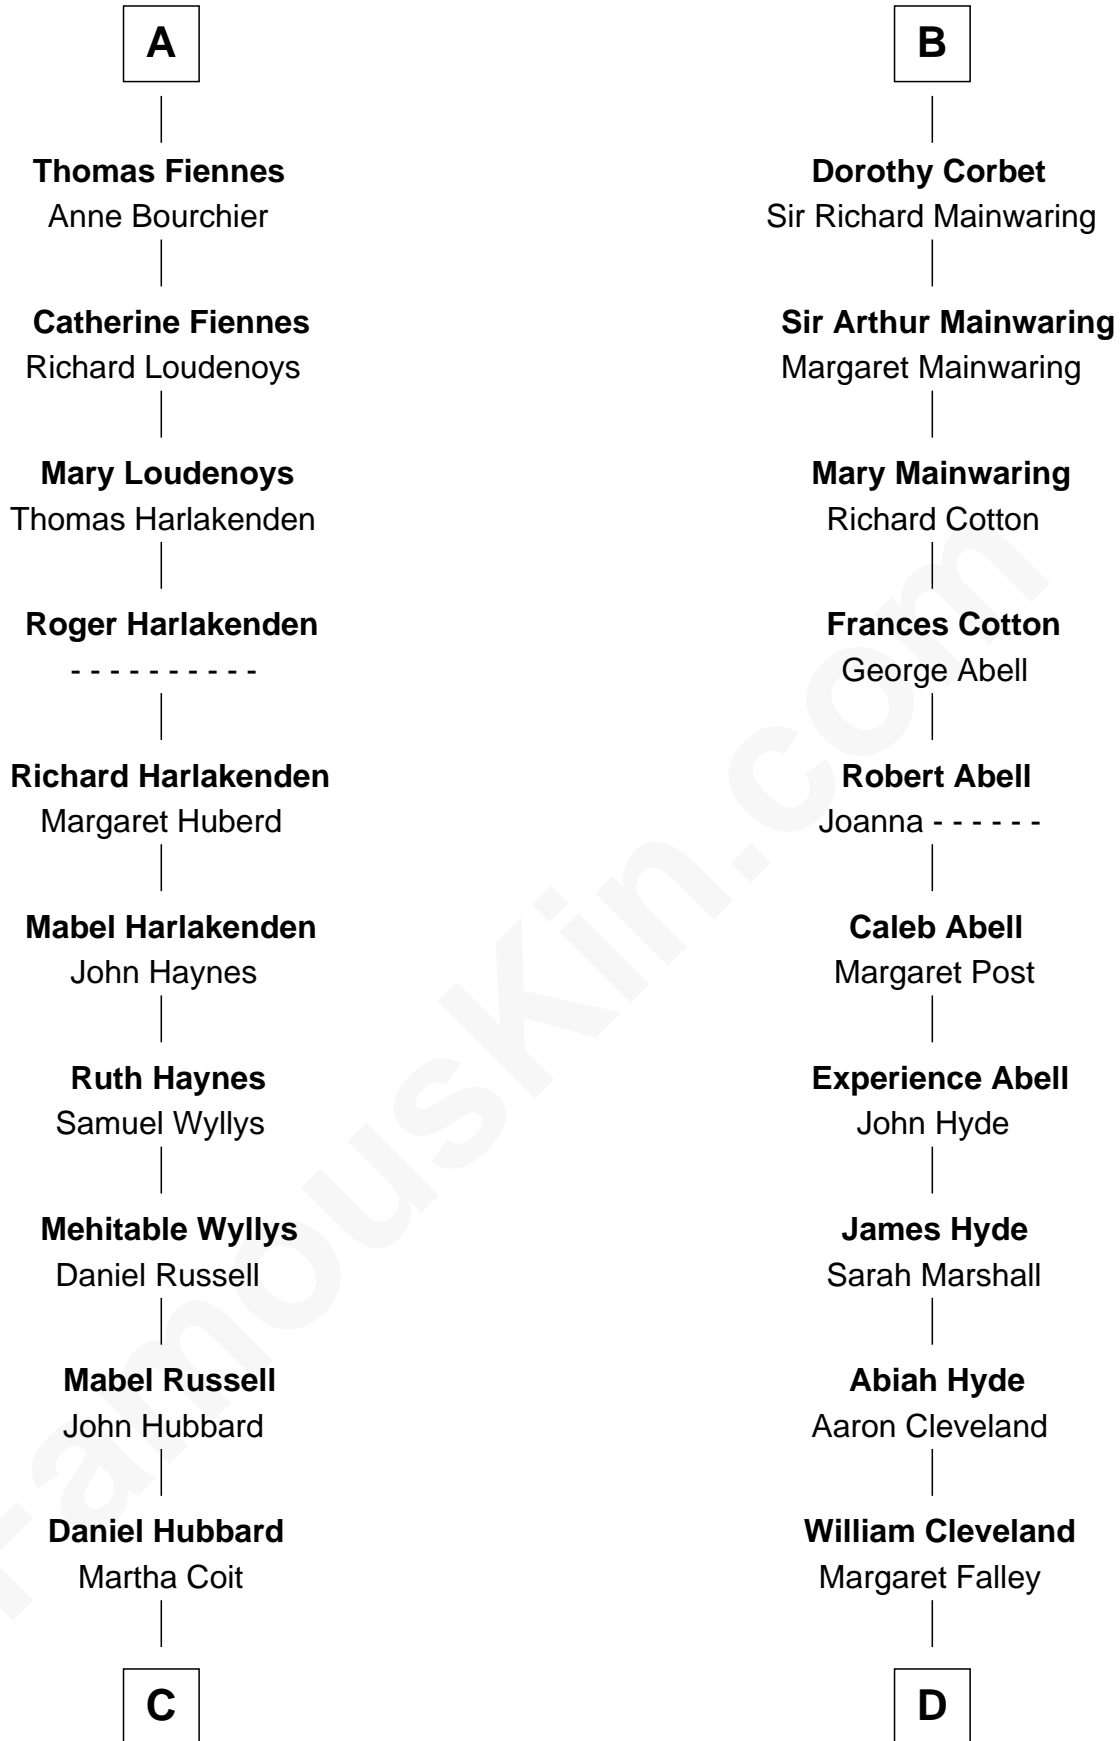 A
Thomas Fiennes
Anne Bourchier
Catherine Fiennes
Richard Loudenoys
Mary Loudenoys
Thomas Harlakenden
Roger Harlakenden
- - - - - - - - - -
Richard Harlakenden
Margaret Huberd
Mabel Harlakenden
John Haynes
Ruth Haynes
Samuel Wyllys
Mehitable Wyllys
Daniel Russell
Mabel Russell
John Hubbard
Daniel Hubbard
Martha Coit
C
B
Dorothy Corbet
Sir Richard Mainwaring
Sir Arthur Mainwaring
Margaret Mainwaring
Mary Mainwaring
Richard Cotton
Frances Cotton
George Abell
Robert Abell
Joanna - - - - - -
Caleb Abell
Margaret Post
Experience Abell
John Hyde
James Hyde
Sarah Marshall
Abiah Hyde
Aaron Cleveland
William Cleveland
Margaret Falley
D
FamousKin.com